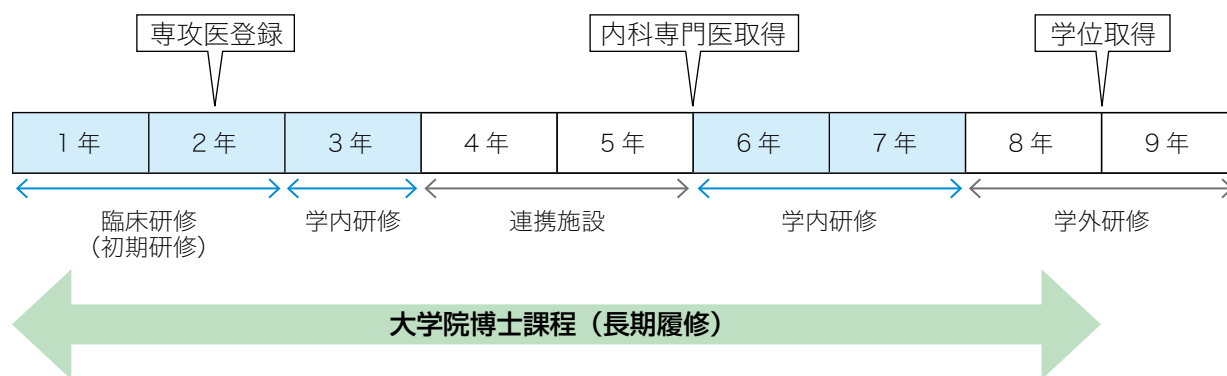 専攻医登録
内科専門医取得
学位取得
1年
2年
3年
4年
5年
6年
7年
8年
9年
臨床研修
（初期研修）
学内研修
連携施設
学内研修
学外研修
大学院博士課程（長期履修）